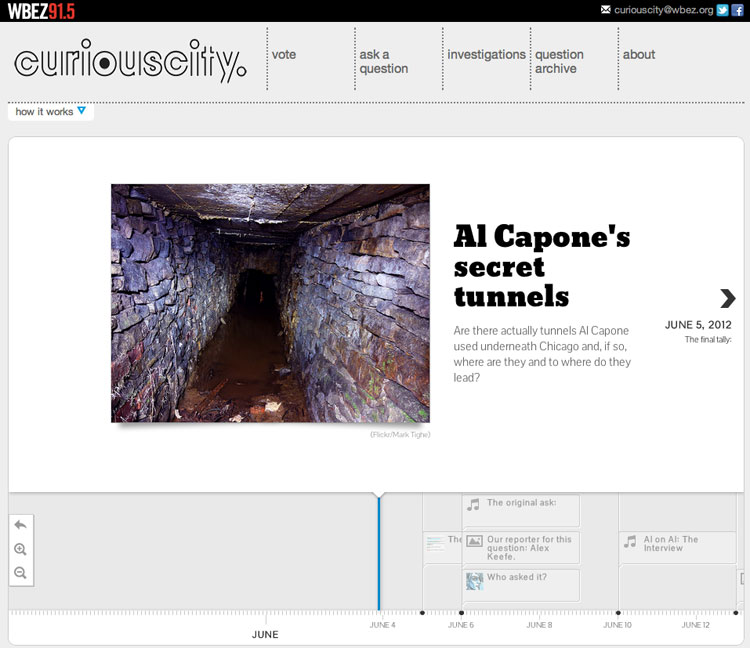 WBEZ91.5
curiouscity@wbez.org
curiouscity.
vote
ask a
question
investigations
question
archive
about
how it works
Al Capone's
secret
tunnels
Are there actually tunnels Al Capone
used underneath Chicago and, if so,
where are they and to where do they
lead?
JUNE 5, 2012
The final tally:
(Flickr/Mark Tighe)
The original ask:
The
Our reporter for this
question: Alex
Keefe.
Al on Al: The
Interview
Who asked it?
JUNE 4
JUNE 6
JUNE 8
JUNE 10
JUNE 12
JUNE